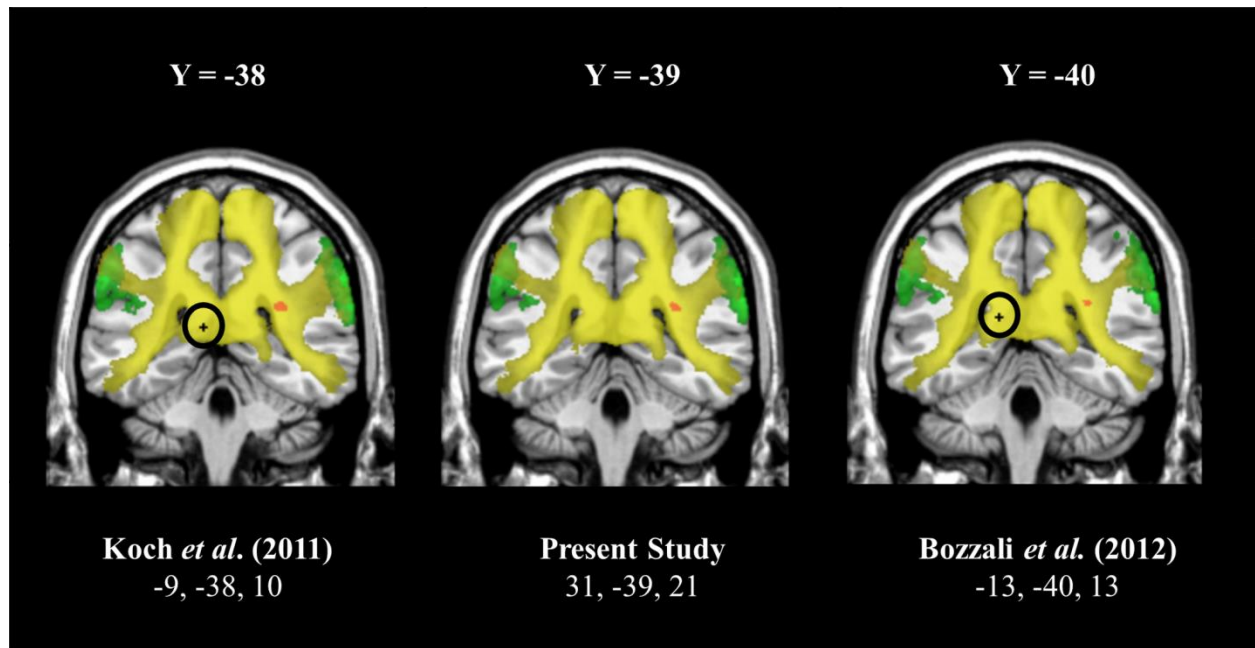 Y = -38
Y = -39
Y = -40
Koch et al. (2011)
-9, -38, 10
Present Study
31, -39, 21
Bozzali et al. (2012)
-13, -40, 13